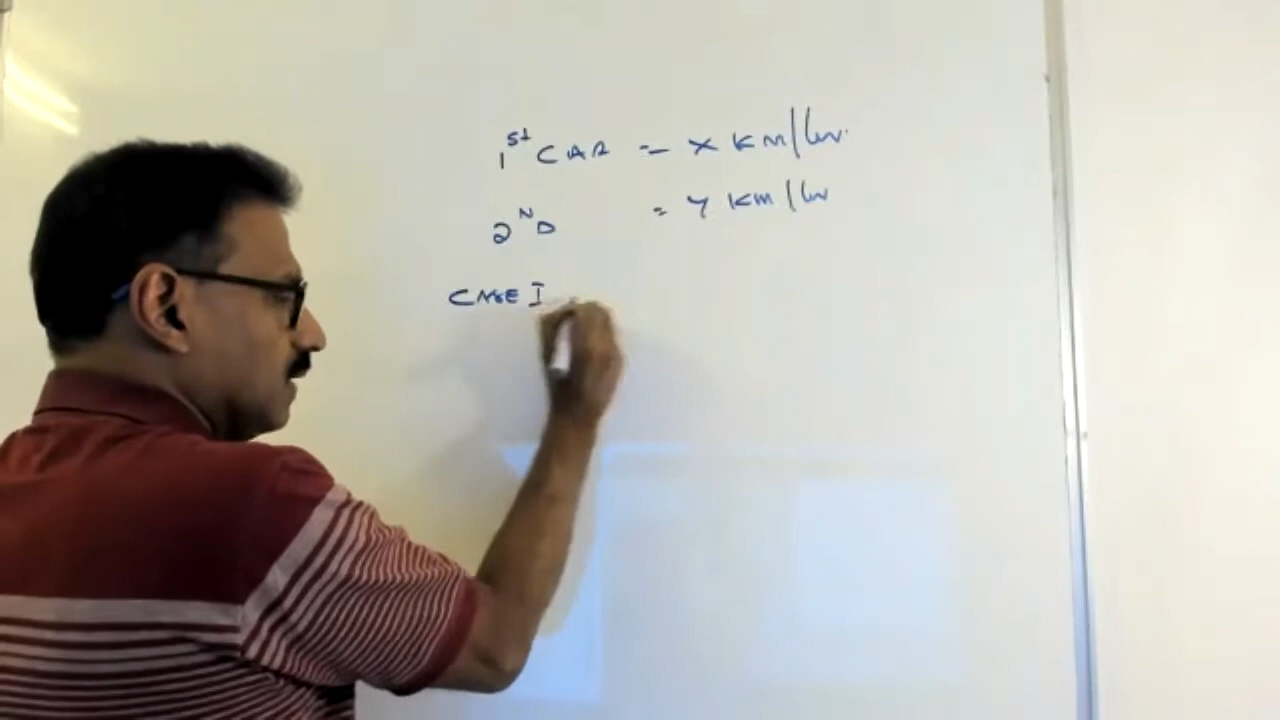 1st CAR = x KM/hr.
2ND = y KM/hr
CASE I